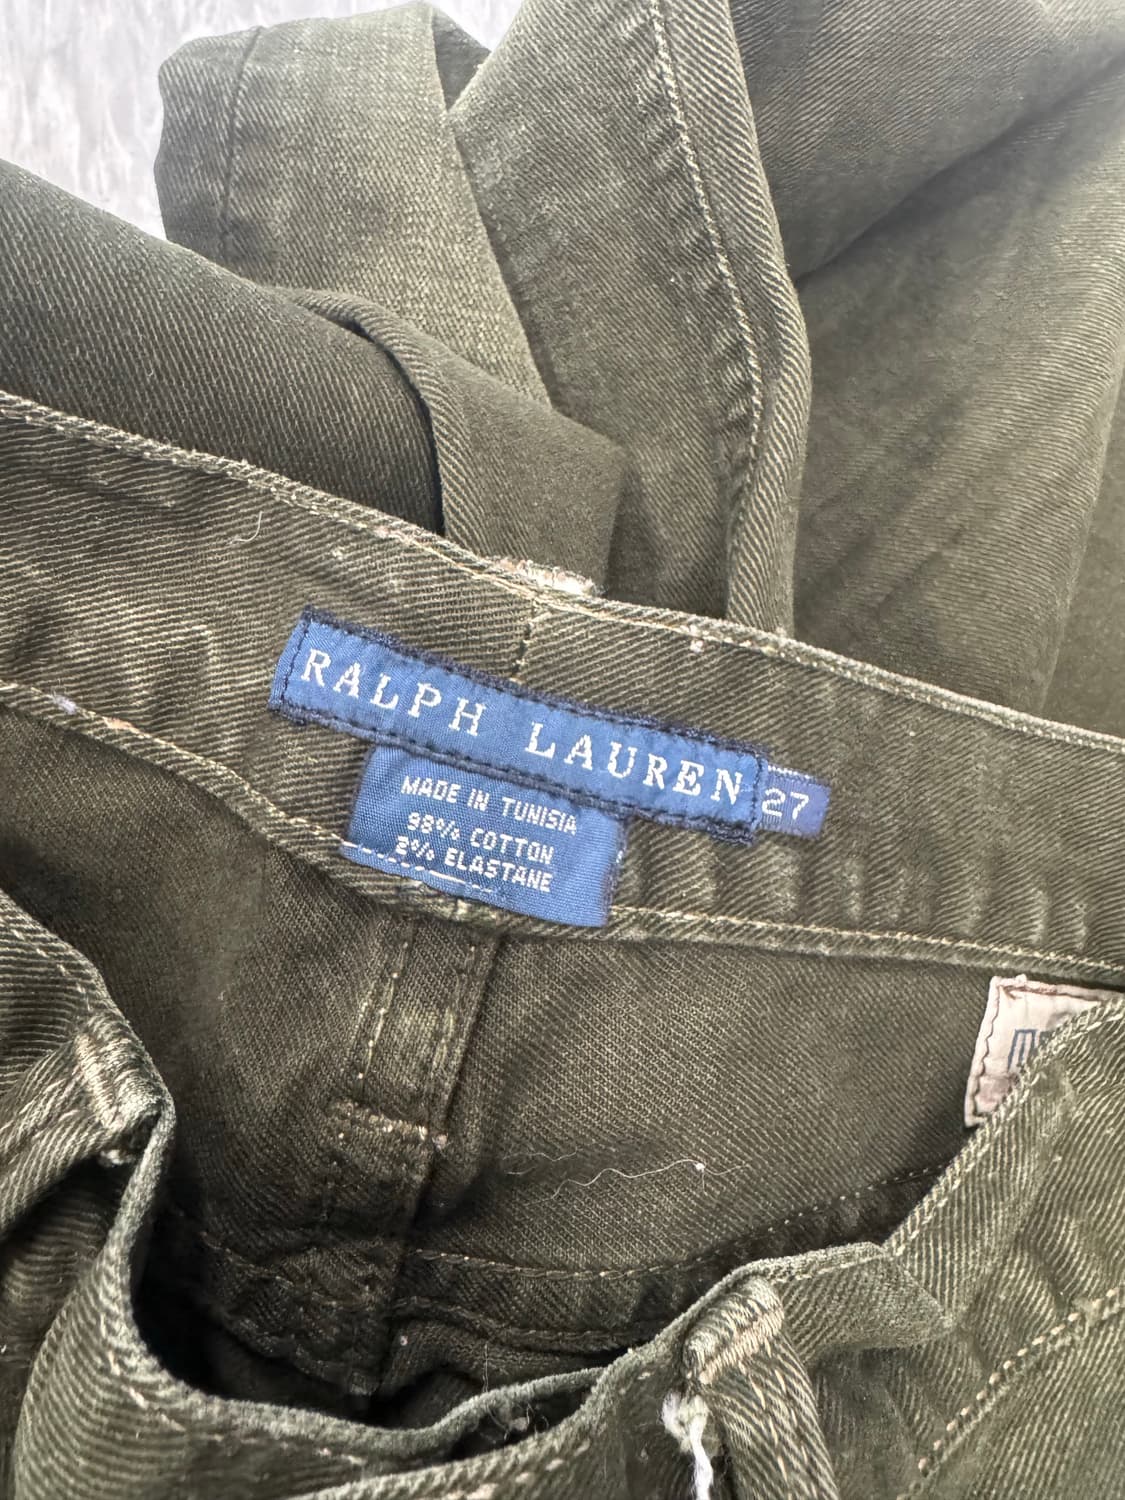 RALPH LAUREN
27
MADE IN TUNISIA
98% COTTON
2% ELASTANE